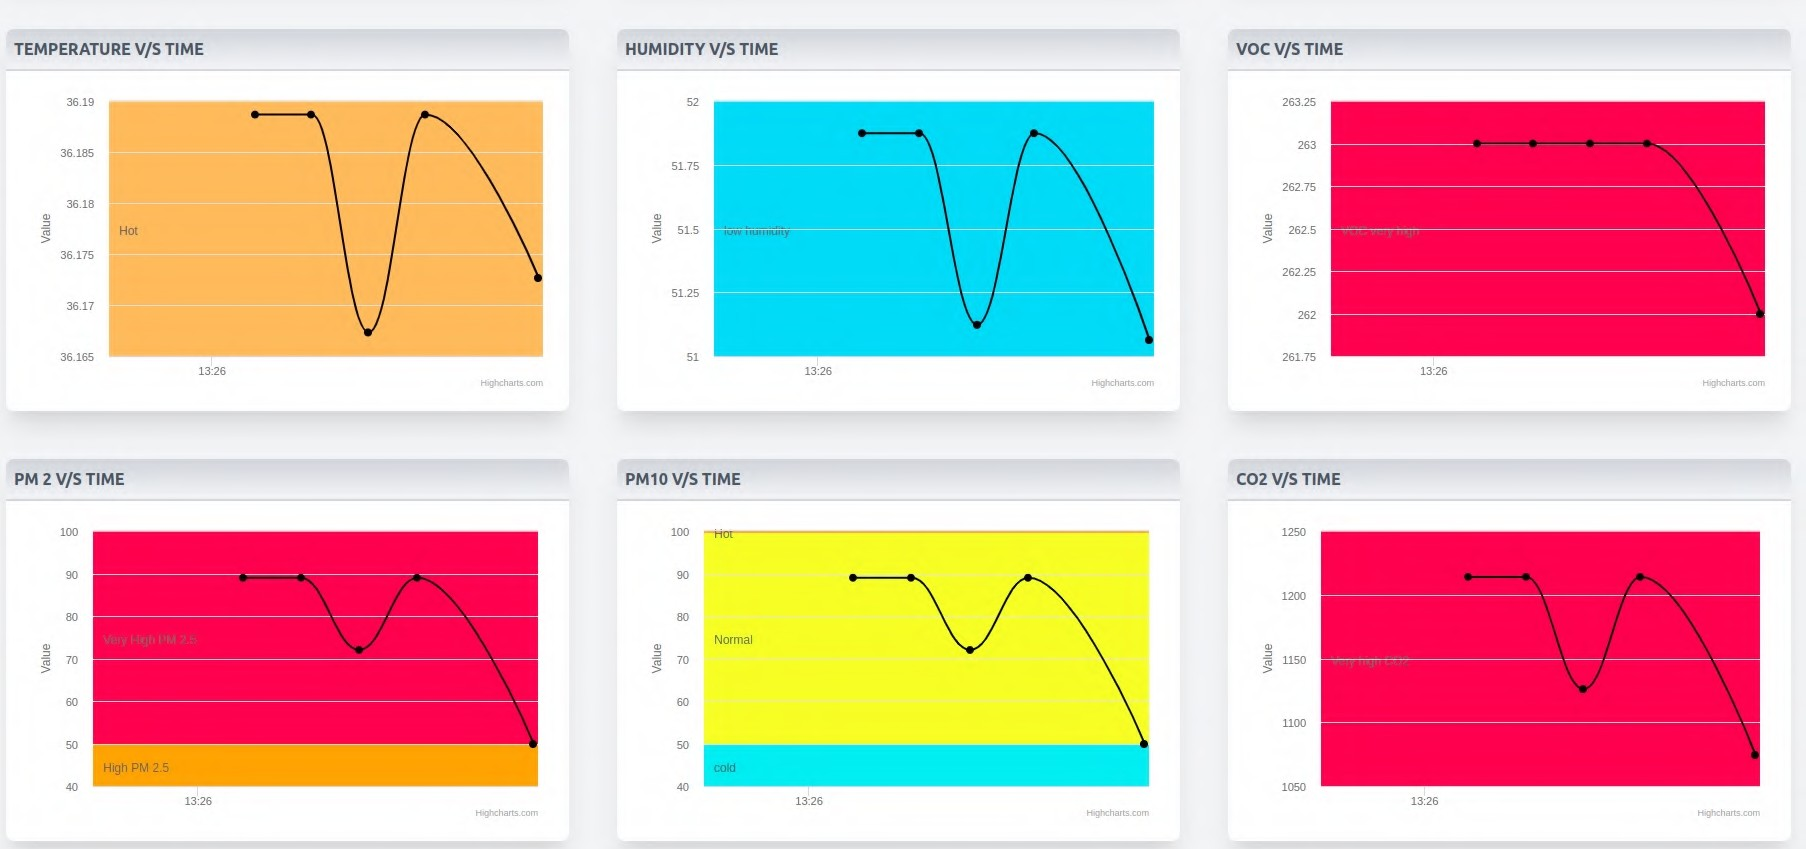 TEMPERATURE V/S TIME
Value
36.19
36.185
36.18
36.175
36.17
36.165
Hot
13:26
Highcharts.com
HUMIDITY V/S TIME
Value
52
51.75
51.5
51.25
51
low humidity
13:26
Highcharts.com
VOC V/S TIME
Value
263.25
263
262.75
262.5
262.25
262
261.75
VOC very high
13:26
Highcharts.com
PM 2 V/S TIME
Value
100
90
80
70
60
50
40
Very High PM 2.5
High PM 2.5
13:26
Highcharts.com
PM10 V/S TIME
Value
100
90
80
70
60
50
40
Hot
Normal
cold
13:26
Highcharts.com
CO2 V/S TIME
Value
1250
1200
1150
1100
1050
Very high CO2
13:26
Highcharts.com